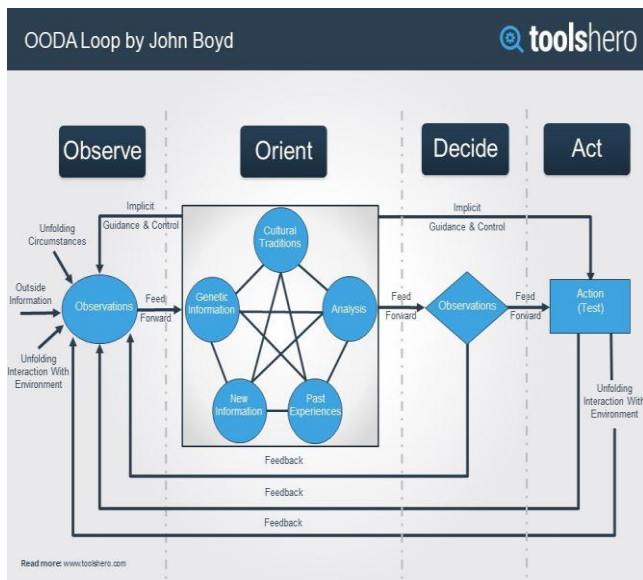 OODA Loop by John Boyd
toolshero
Observe
Orient
Decide
Act
Implicit
Guidance & Control
Implicit
Guidance & Control
Unfolding
Circumstances
Outside
Information
Unfolding
Interaction With
Environment
Observations
Feed
Forward
Cultural
Traditions
Genetic
Information
Analysis
New
Information
Past
Experiences
Feed
Forward
Observations
Feed
Forward
Action
(Test)
Unfolding
Interaction With
Environment
Feedback
Feedback
Feedback
Read more: www.toolshero.com